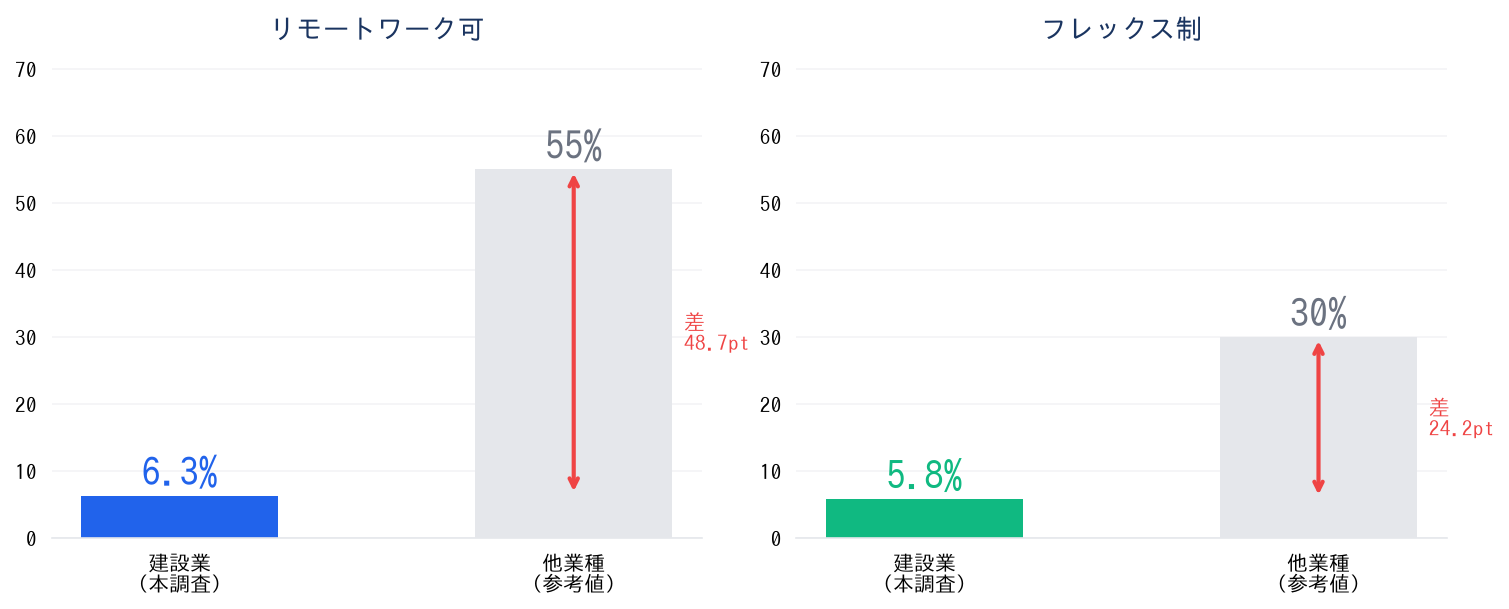 リモートワーク可
70
60
50
40
30
20
10
0
55%
6.3%
差
48.7pt
建設業
(本調査)
他業種
(参考値)
フレックス制
70
60
50
40
30
20
10
0
30%
5.8%
差
24.2pt
建設業
(本調査)
他業種
(参考値)